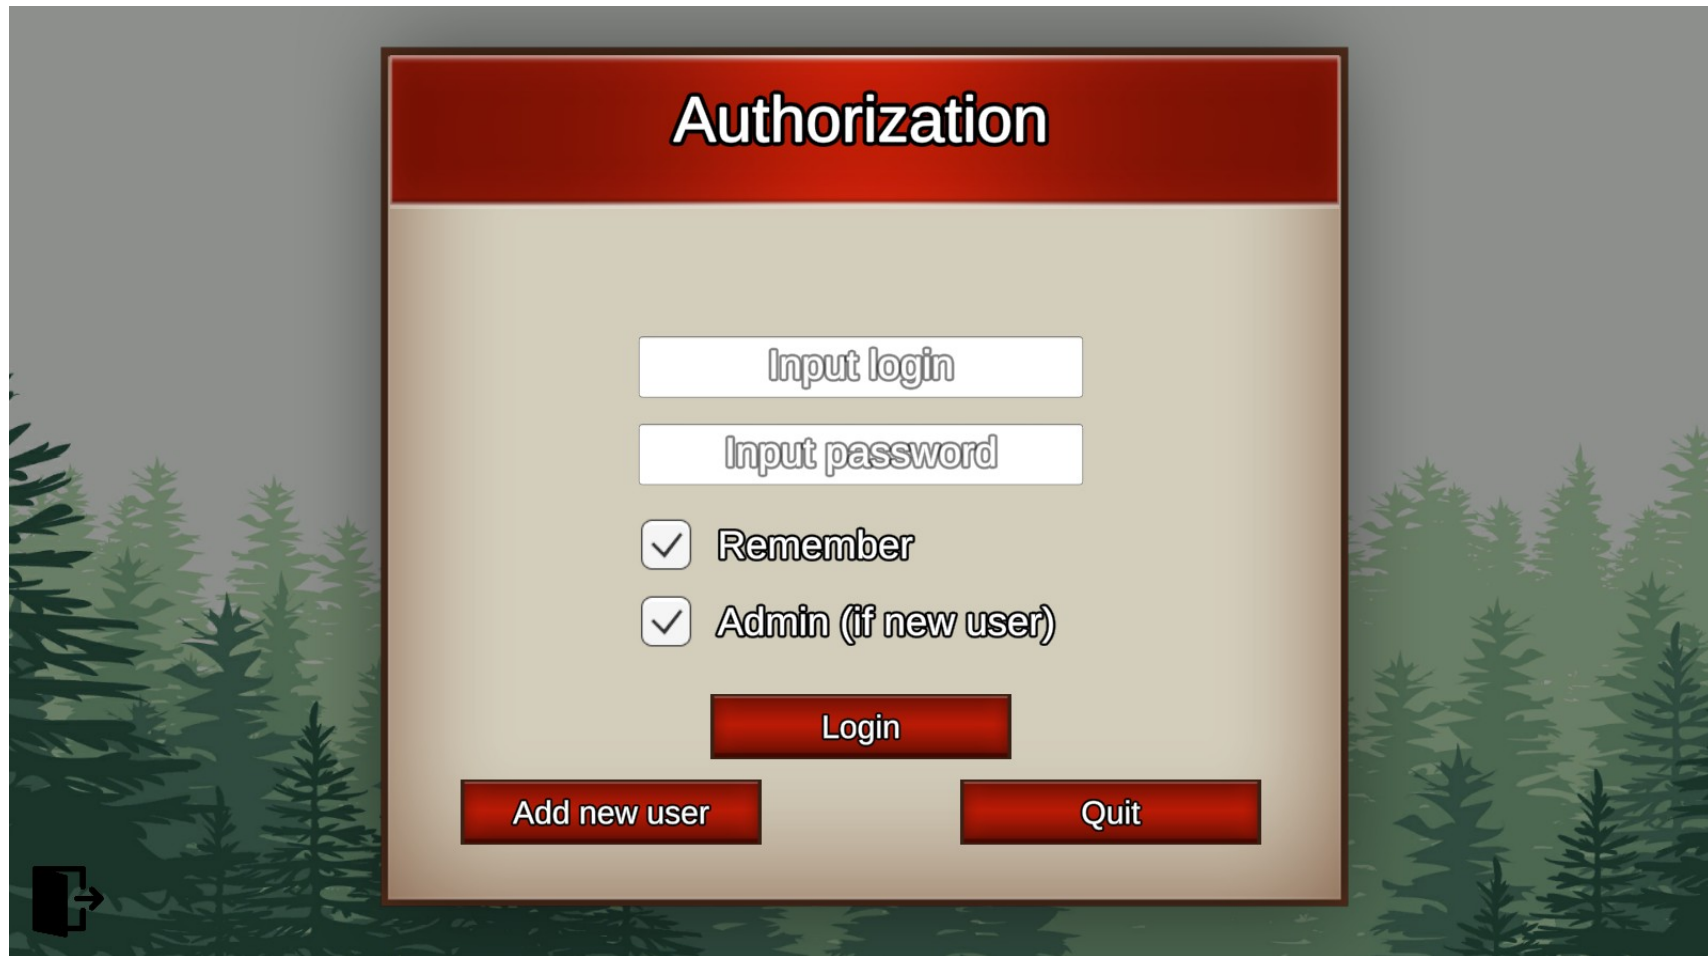 Authorization
Input login
Input password
Remember
Admin (if new user)
Login
Add new user
Quit